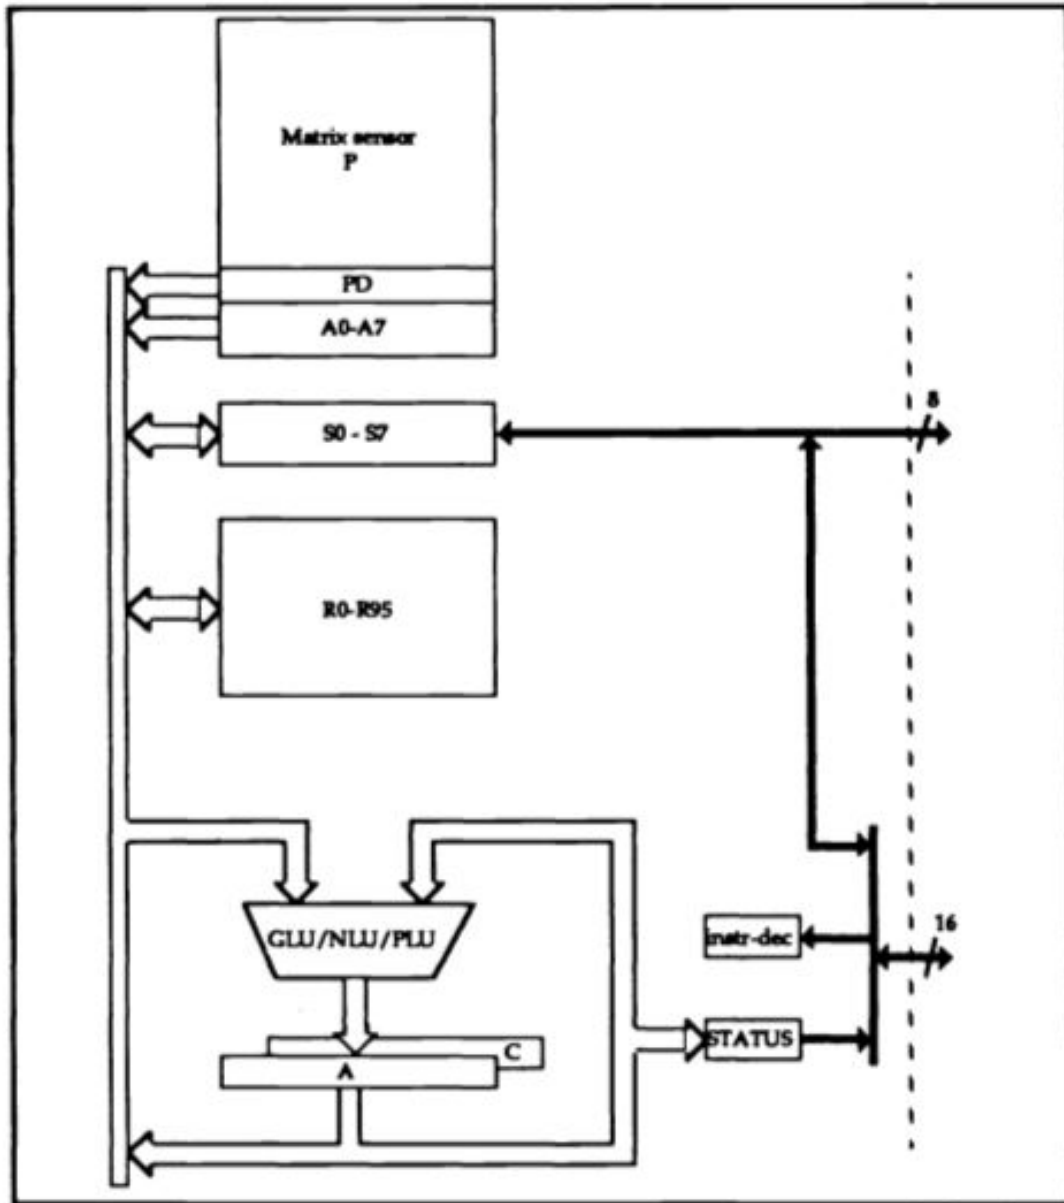 Matrix sensor
P
PD
A0-A7
S0 - S7
8
R0-R95
GLU/NLU/PLU
instr-dec
16
STATUS
C
A